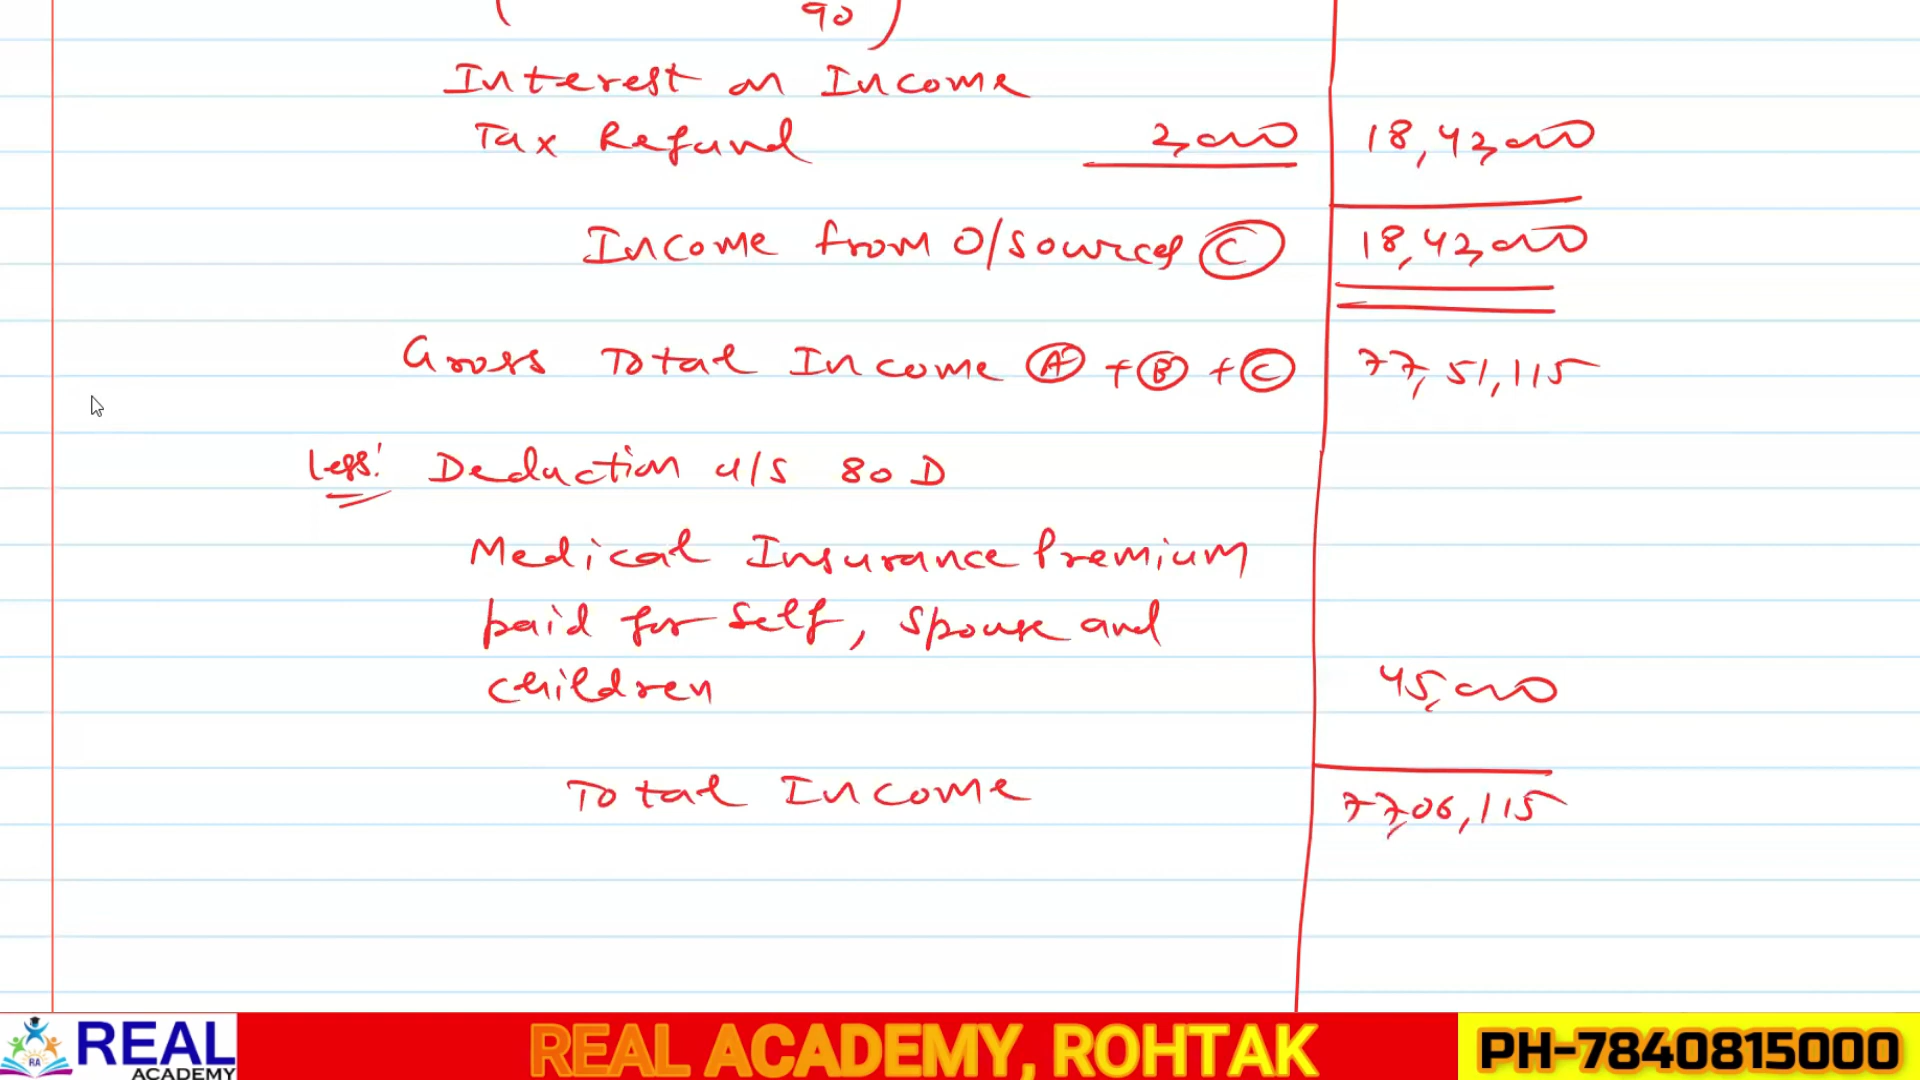 ( 90 )
Interest on Income
Tax Refund 2,000 18,42,000
Income from O/Sources C 18,42,000
Gross Total Income A + B + C 77,51,115
Less: Deduction u/s 80 D
Medical Insurance Premium
paid for self, spouse and
children 45,000
Total Income 77,06,115
RA
REAL
ACADEMY
REAL ACADEMY, ROHTAK
PH-7840815000